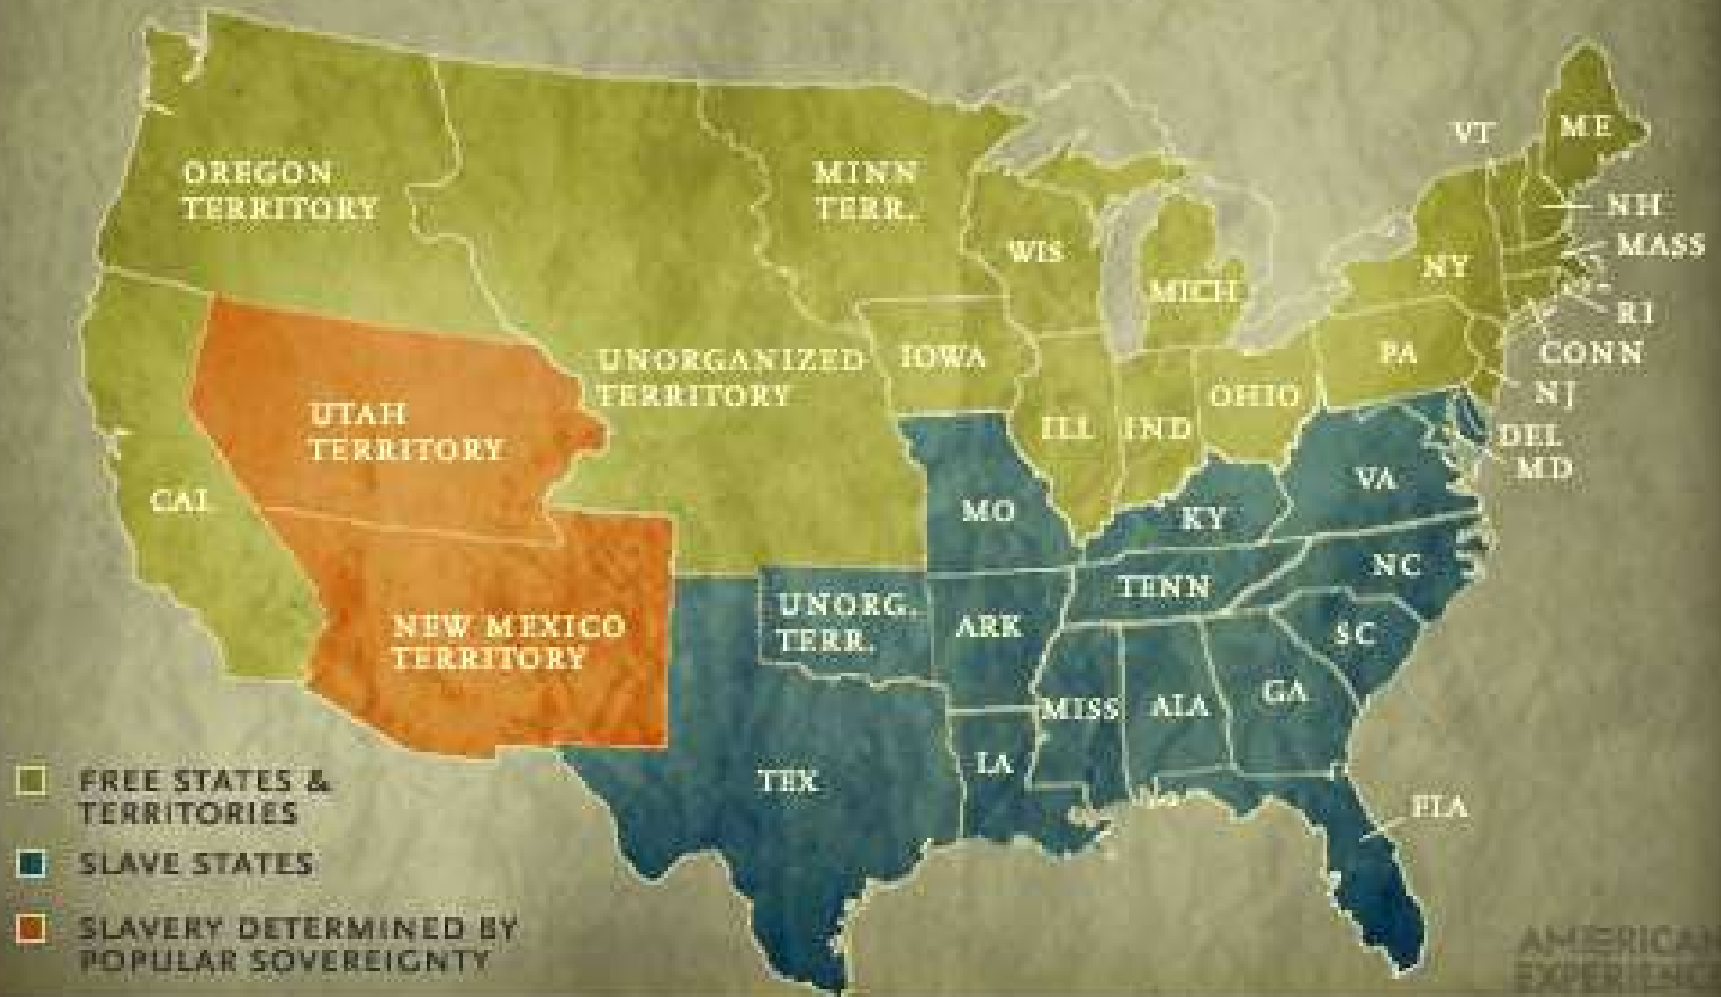 OREGON
TERRITORY
MINN
TERR.
VT
ME
NH
MASS
WIS
NY
MICH
RI
UNORGANIZED
TERRITORY
IOWA
PA
CONN
NJ
UTAH
TERRITORY
ILL
IND
OHIO
DEL
MD
CAL
MO
KY
VA
UNORG.
TERR.
ARK
TENN
NC
SC
NEW MEXICO
TERRITORY
MISS
ALA
GA
TEX
LA
FLA
FREE STATES &
TERRITORIES
SLAVE STATES
SLAVERY DETERMINED BY
POPULAR SOVEREIGNTY
AMERICAN
EXPERIENCE